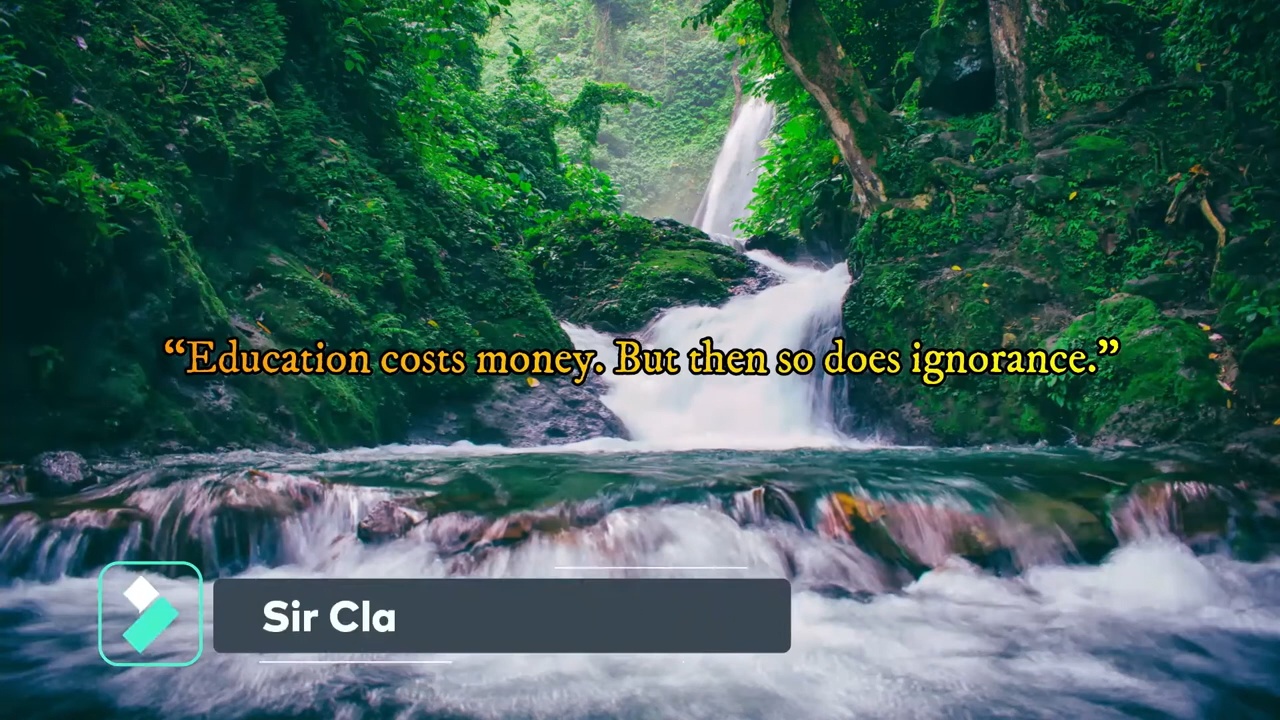 “Education costs money. But then so does ignorance.”
Sir Cla